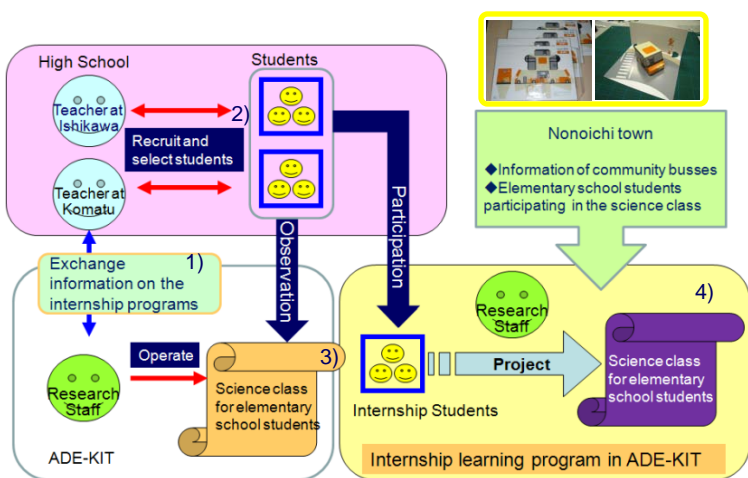 High School
Students
Teacher at
Ishikawa
2)
Recruit and
select students
Teacher at
Komatu
Nonoichi town
◆Information of community busses
◆Elementary school students
participating in the science class
Participation
Observation
1)
Exchange
information on the
internship programs
Research
Staff
Operate
3)
Science class
for elementary
school students
ADE-KIT
Research
Staff
4)
Project
Internship Students
Science class
for elementary
school students
Internship learning program in ADE-KIT